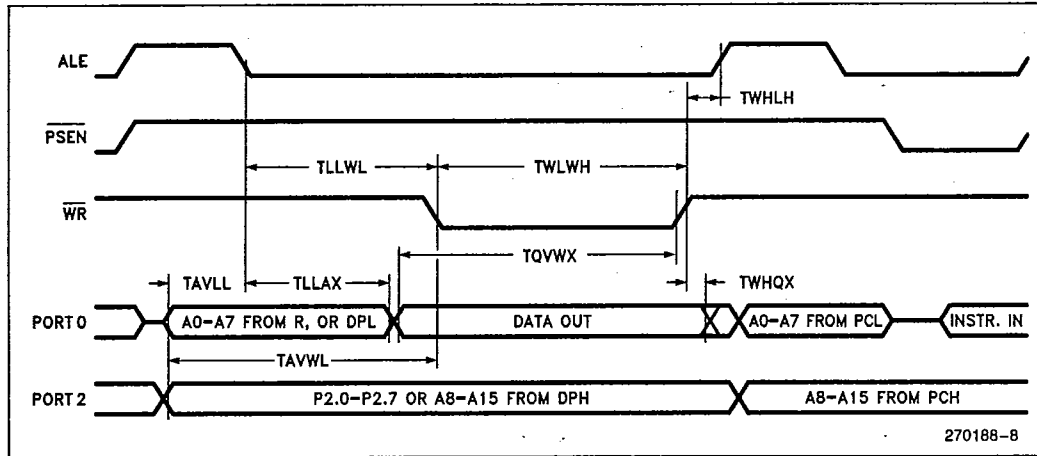 ALE
TWHLH
PSEN
TLLWL
TWLWH
WR
TQVWX
TAVLL
TLLAX
TWHQX
PORT 0
A0-A7 FROM R, OR DPL
DATA OUT
A0-A7 FROM PCL
INSTR. IN
TAVWL
PORT 2
P2.0-P2.7 OR A8-A15 FROM DPH
A8-A15 FROM PCH
270188-8